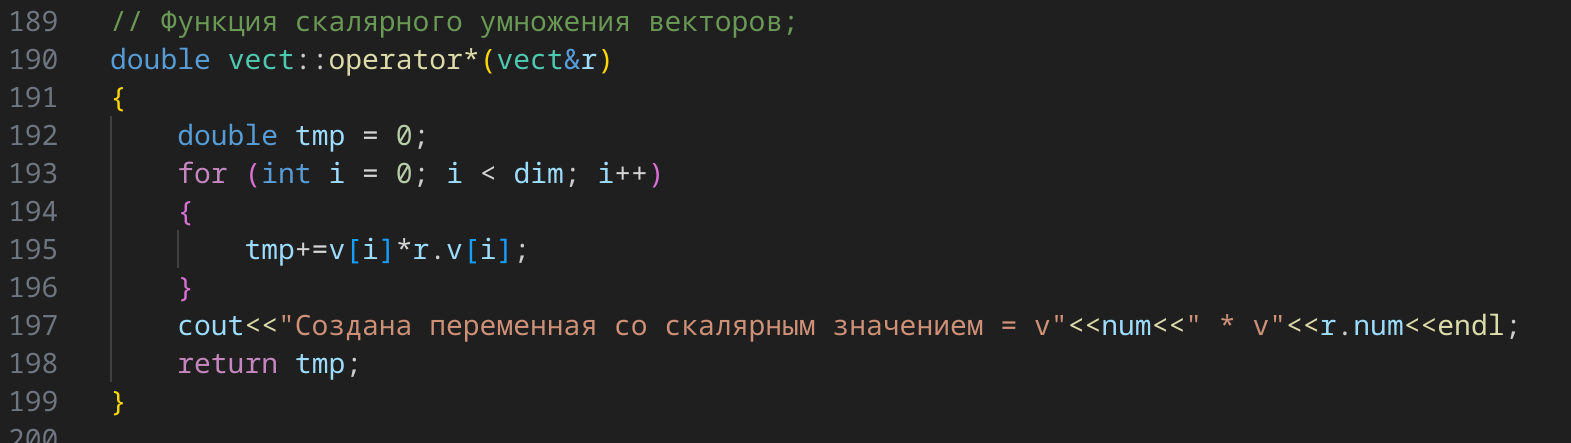 189 // Функция скалярного умножения векторов;
190 double vect::operator*(vect&r)
191 {
192 double tmp = 0;
193 for (int i = 0; i < dim; i++)
194 {
195 tmp+=v[i]*r.v[i];
196 }
197 cout<<"Создана переменная со скалярным значением = v"<<num<<" * v"<<r.num<<endl;
198 return tmp;
199 }
200